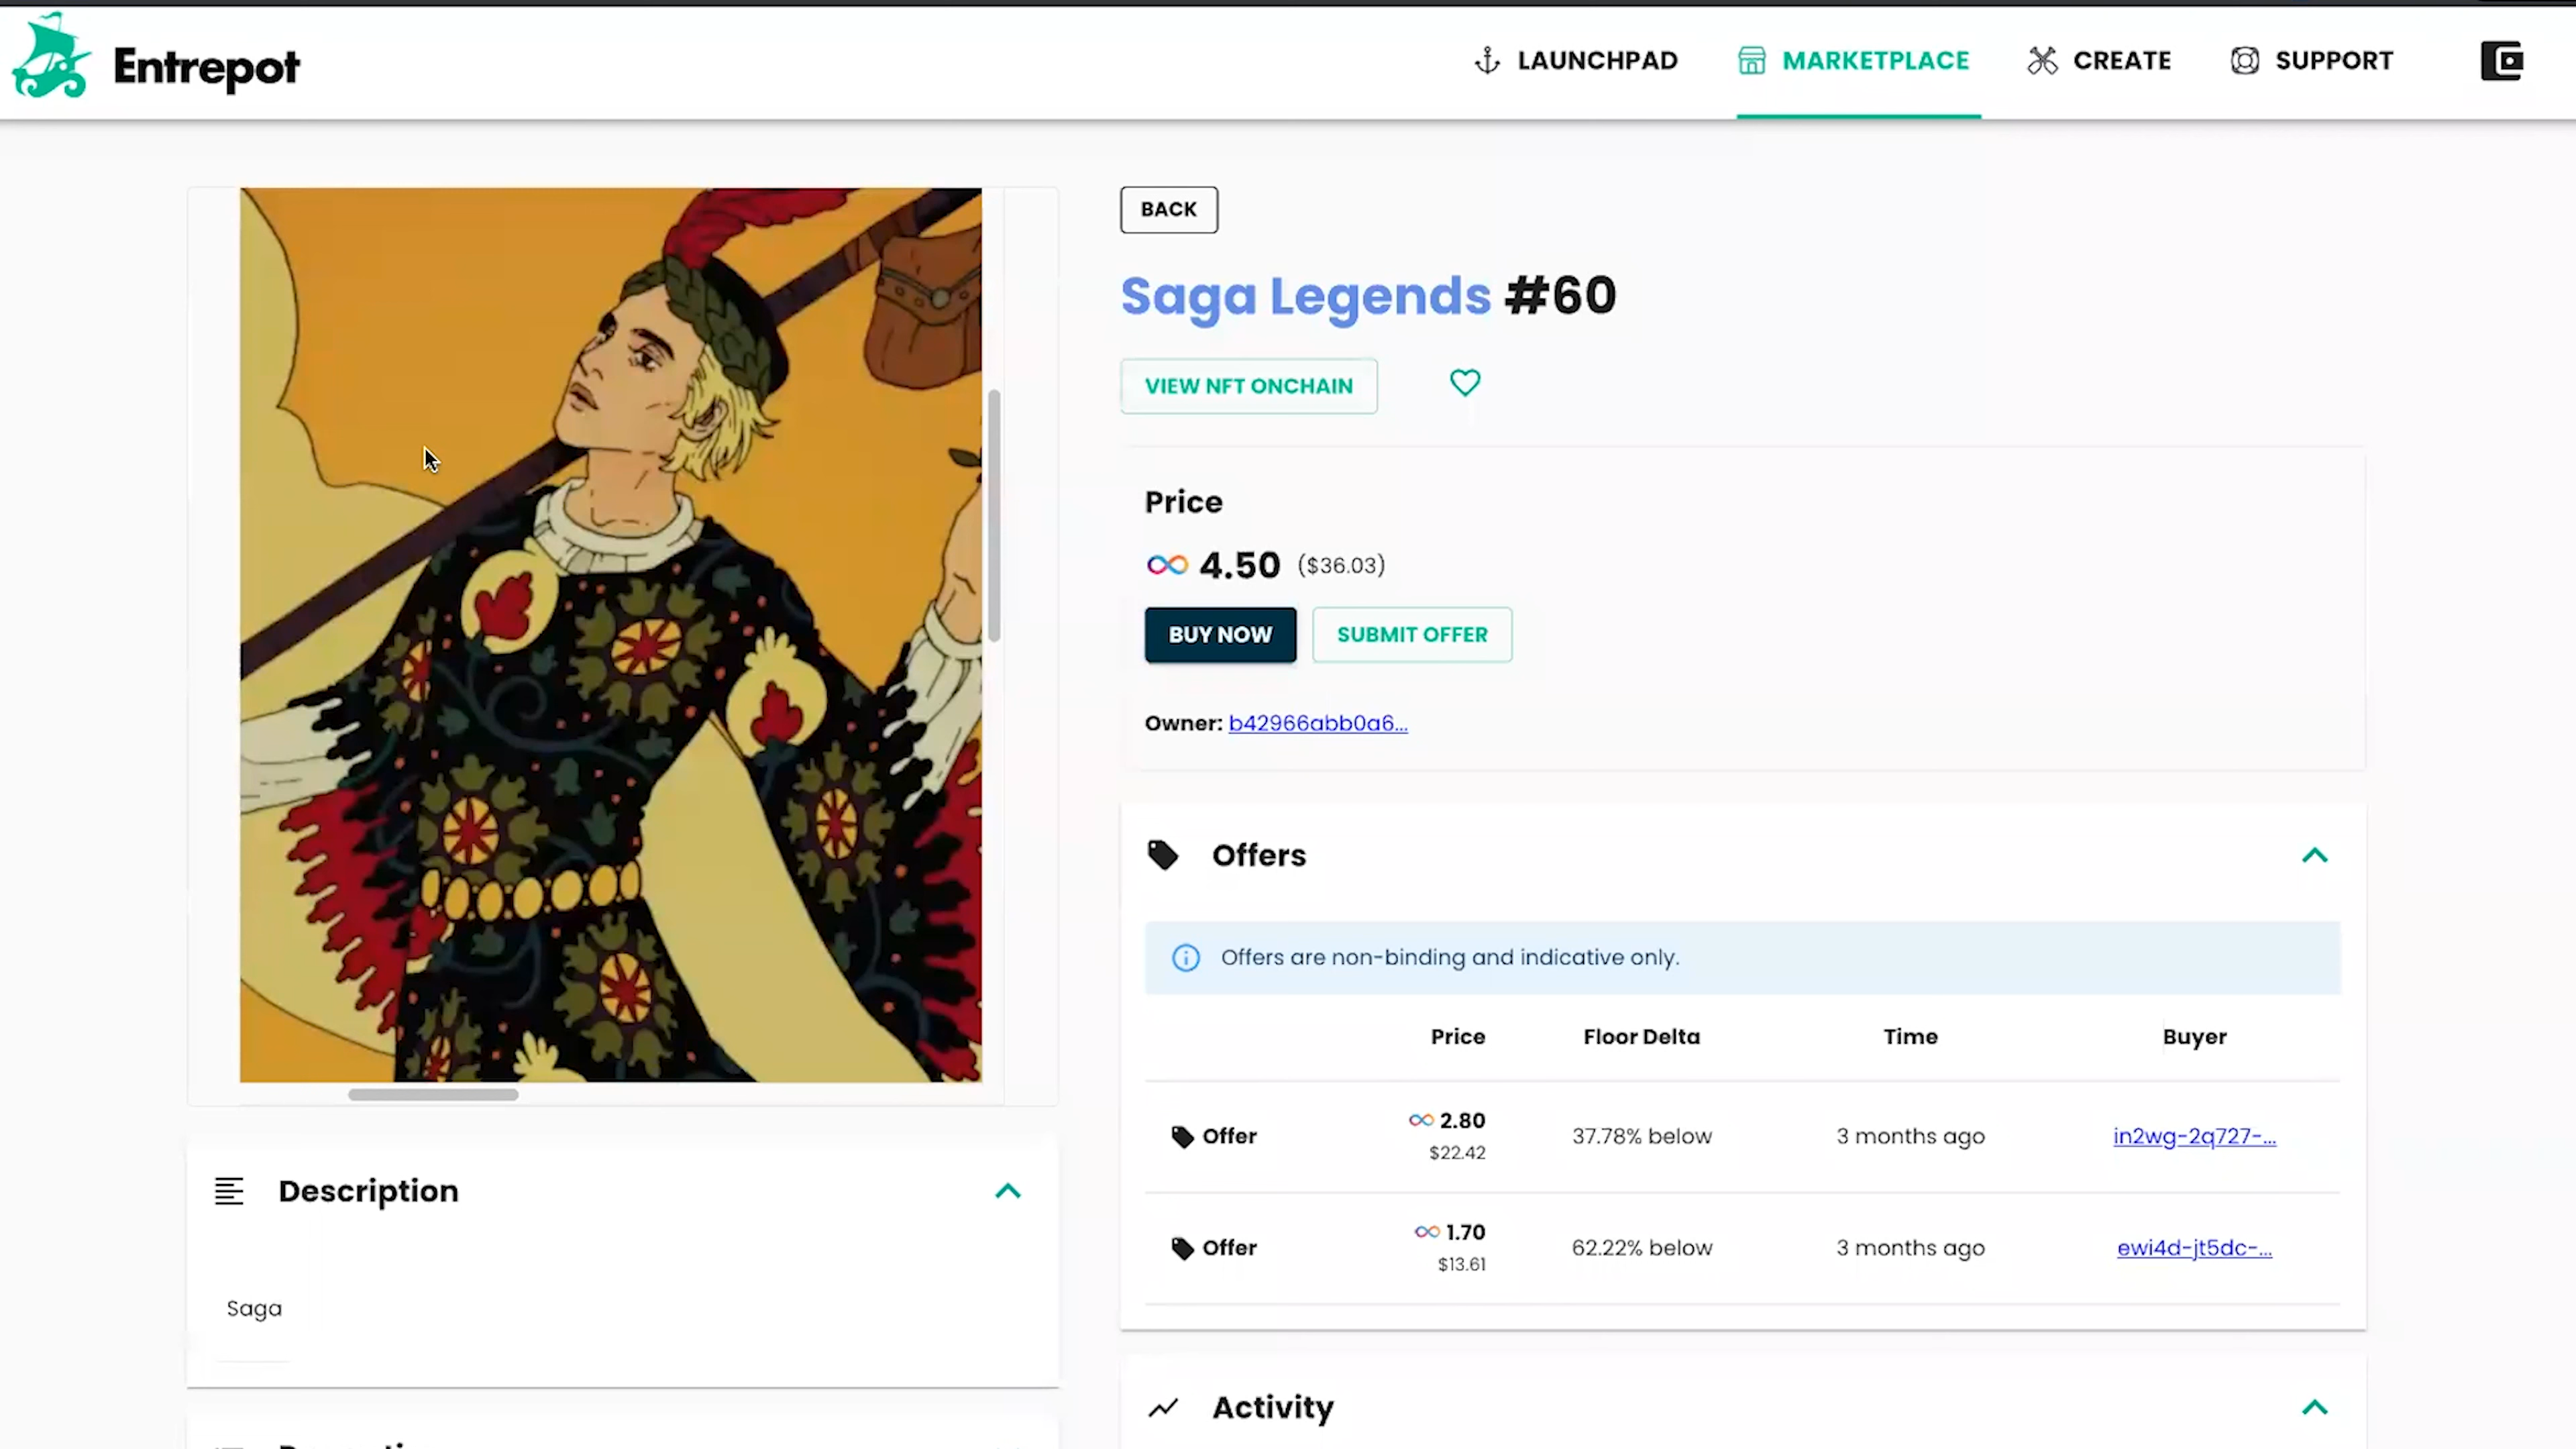 Entrepot
LAUNCHPAD
MARKETPLACE
CREATE
SUPPORT
BACK
Saga Legends #60
VIEW NFT ONCHAIN
Price
4.50 ($36.03)
BUY NOW
SUBMIT OFFER
Owner: b42966abb0a6...
Offers
Offers are non-binding and indicative only.
Price Floor Delta Time Buyer
Offer 2.80 37.78% below 3 months ago in2wg-2q727-...
$22.42
Offer 1.70 62.22% below 3 months ago ewi4d-jt5dc-...
$13.61
Activity
Description
Saga